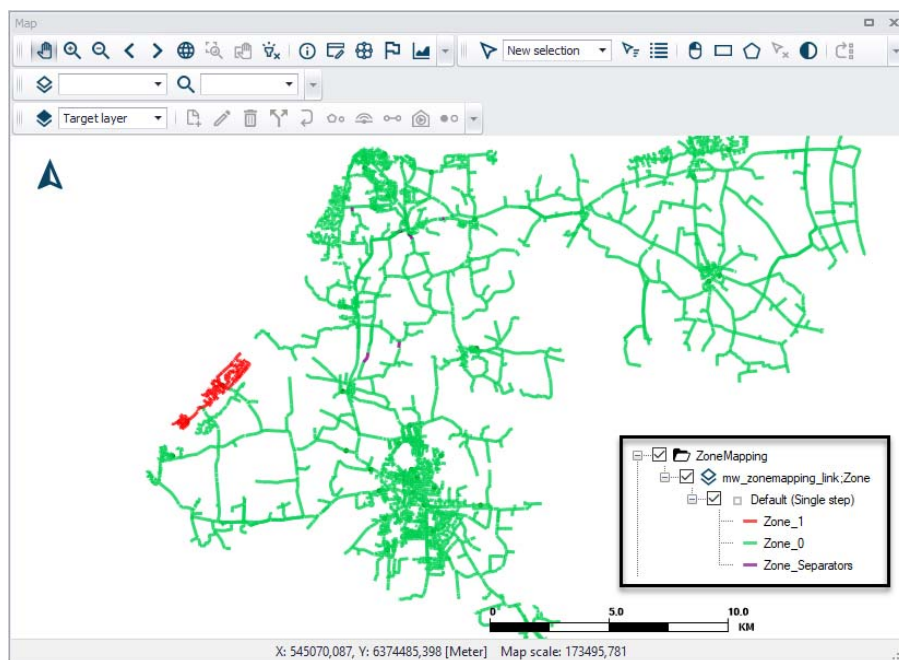 Map
New selection
Target layer
ZoneMapping
mw_zonemapping_link;Zone
Default (Single step)
Zone_1
Zone_0
Zone_Separators
0 5.0 10.0
KM
X: 545070,087, Y: 6374485,398 [Meter] Map scale: 173495,781